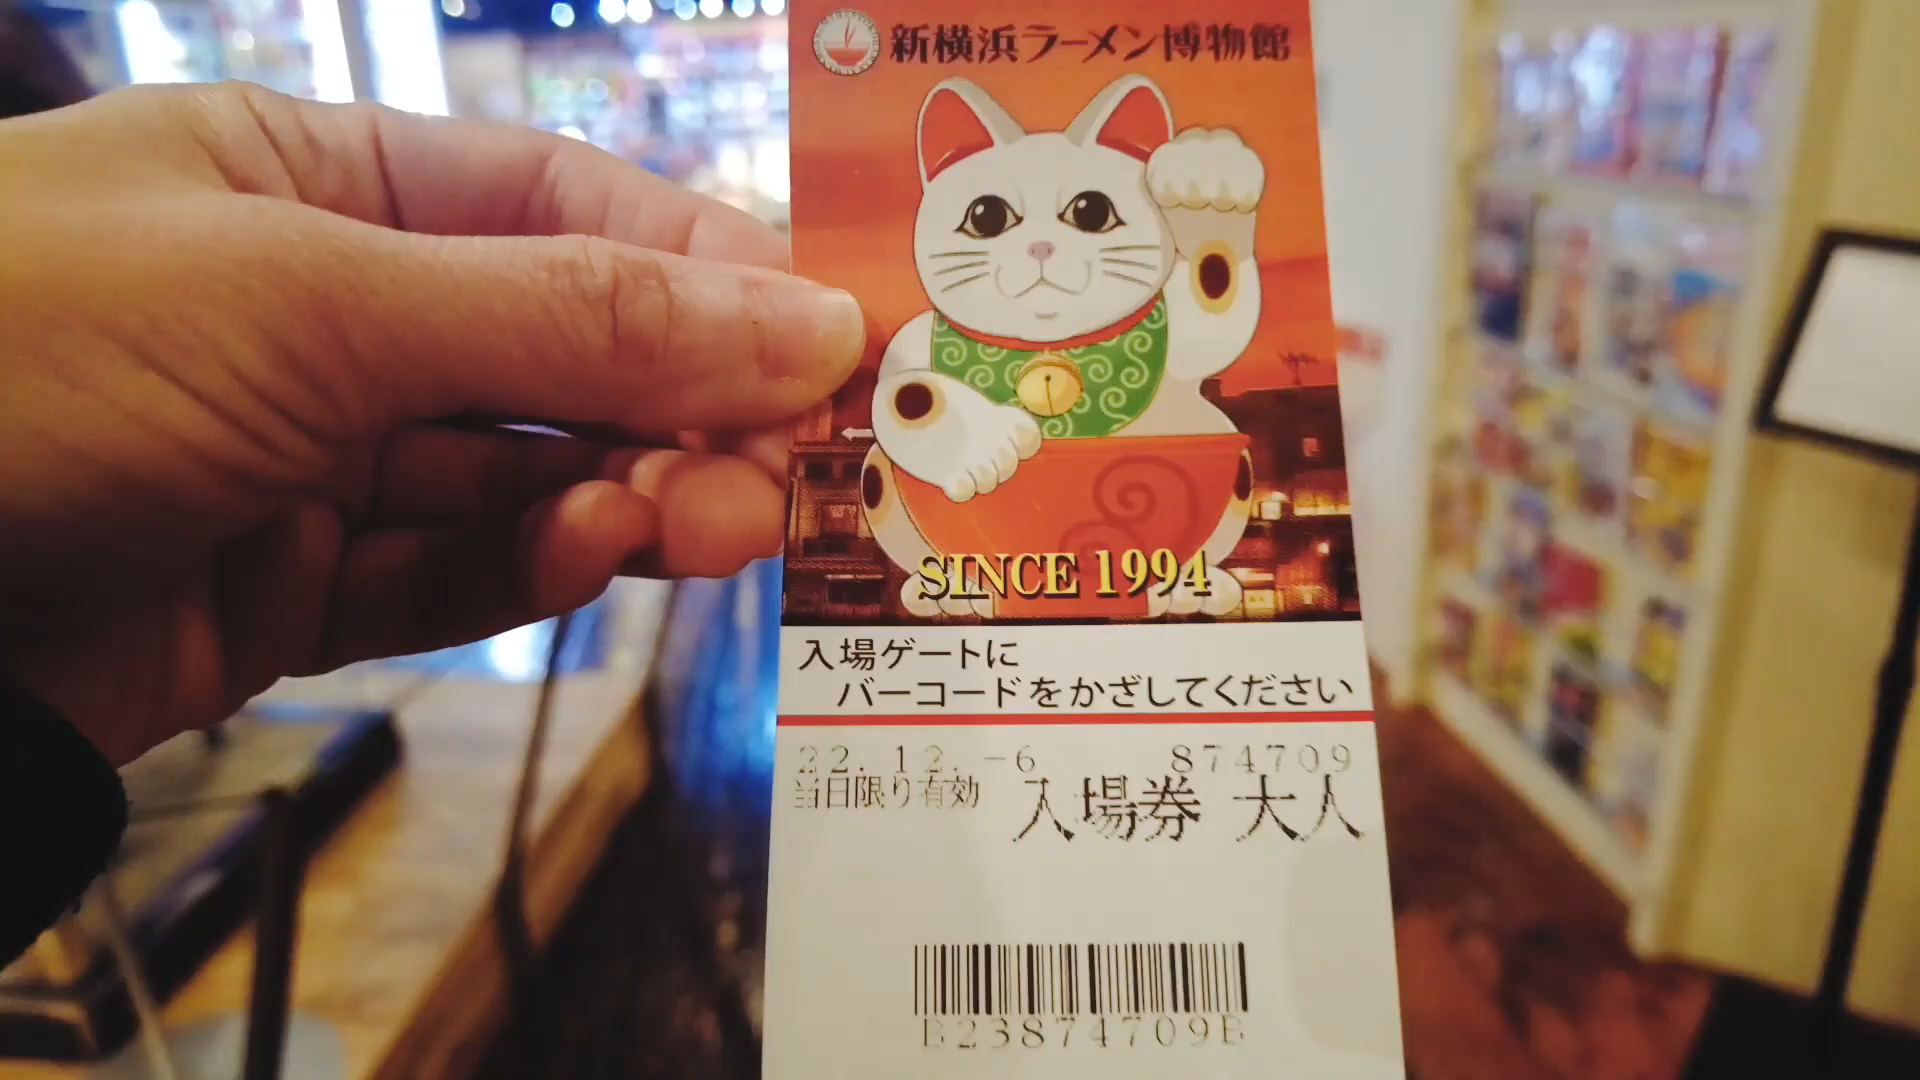 新横浜ラーメン博物館
SINCE 1994
入場ゲートに
バーコードをかざしてください
22.12.-6 874709
当日限り有効 入場券 大人
B23874709B